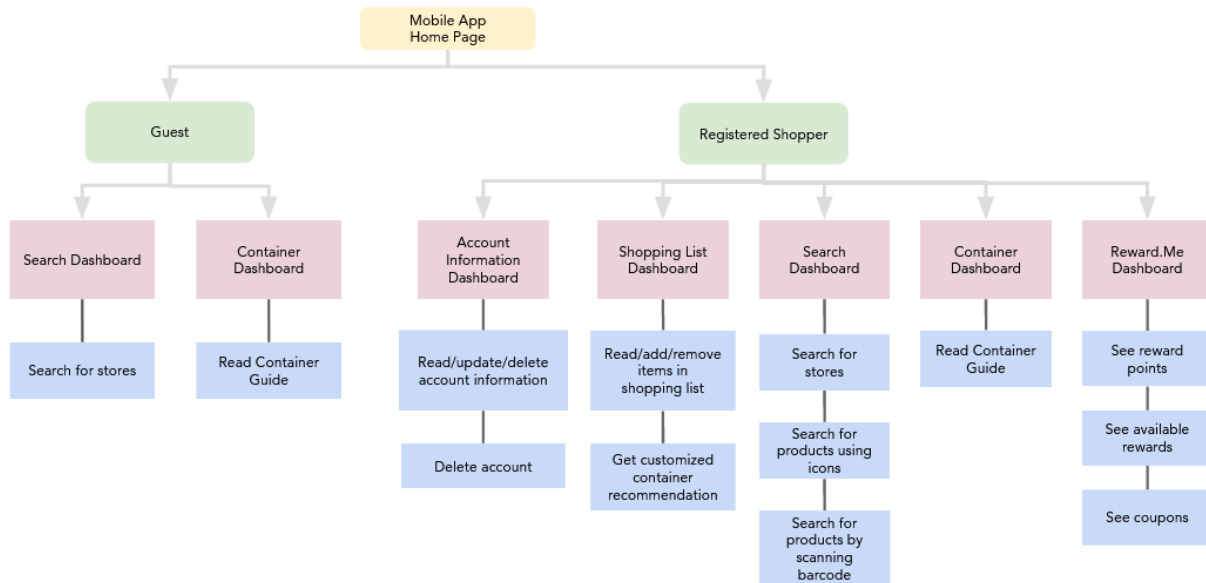 Mobile App
Home Page
Guest
Registered Shopper
Search Dashboard
Container
Dashboard
Account
Information
Dashboard
Shopping List
Dashboard
Search
Dashboard
Container
Dashboard
Reward.Me
Dashboard
Search for stores
Read Container
Guide
Read/update/delete
account information
Read/add/remove
items in
shopping list
Search for
stores
Read Container
Guide
See reward
points
Delete account
Get customized
container
recommendation
Search for
products using
icons
See available
rewards
Search for
products by
scanning
barcode
See coupons